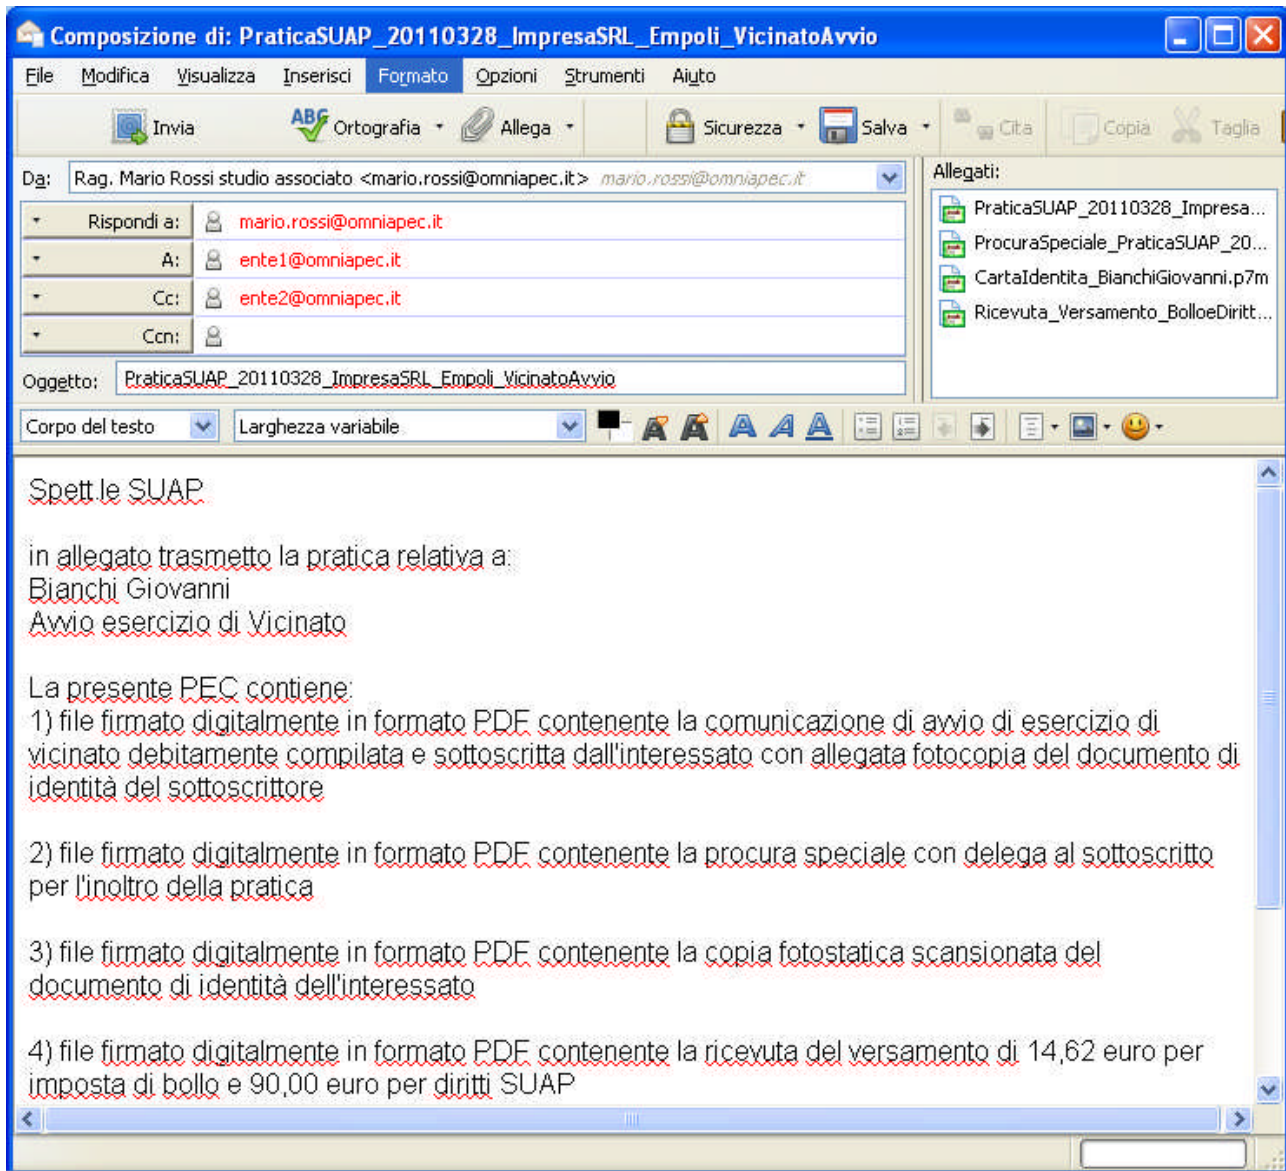 Composizione di: PraticaSUAP_20110328_ImpresaSRL_Empoli_VicinatoAvvio
File Modifica Visualizza Inserisci Formato Opzioni Strumenti Aiuto
Invia ABC Ortografia Allega Sicurezza Salva Cita Copia Taglia
Da: Rag. Mario Rossi studio associato <mario.rossi@omniapec.it> mario.rossi@omniapec.it
Rispondi a: mario.rossi@omniapec.it
A: ente1@omniapec.it
Cc: ente2@omniapec.it
Ccn:
Oggetto: PraticaSUAP_20110328_ImpresaSRL_Empoli_VicinatoAvvio
Allegati:
PraticaSUAP_20110328_Impresa...
ProcuraSpeciale_PraticaSUAP_20...
CartaIdentita_BianchiGiovanni.p7m
Ricevuta_Versamento_BolloeDiritt...
Corpo del testo Larghezza variabile
Spett.le SUAP
in allegato trasmetto la pratica relativa a:
Bianchi Giovanni
Avvio esercizio di Vicinato
La presente PEC contiene:
1) file firmato digitalmente in formato PDF contenente la comunicazione di avvio di esercizio di
vicinato debitamente compilata e sottoscritta dall'interessato con allegata fotocopia del documento di
identità del sottoscrittore
2) file firmato digitalmente in formato PDF contenente la procura speciale con delega al sottoscritto
per l'inoltro della pratica
3) file firmato digitalmente in formato PDF contenente la copia fotostatica scansionata del
documento di identità dell'interessato
4) file firmato digitalmente in formato PDF contenente la ricevuta del versamento di 14,62 euro per
imposta di bollo e 90,00 euro per diritti SUAP